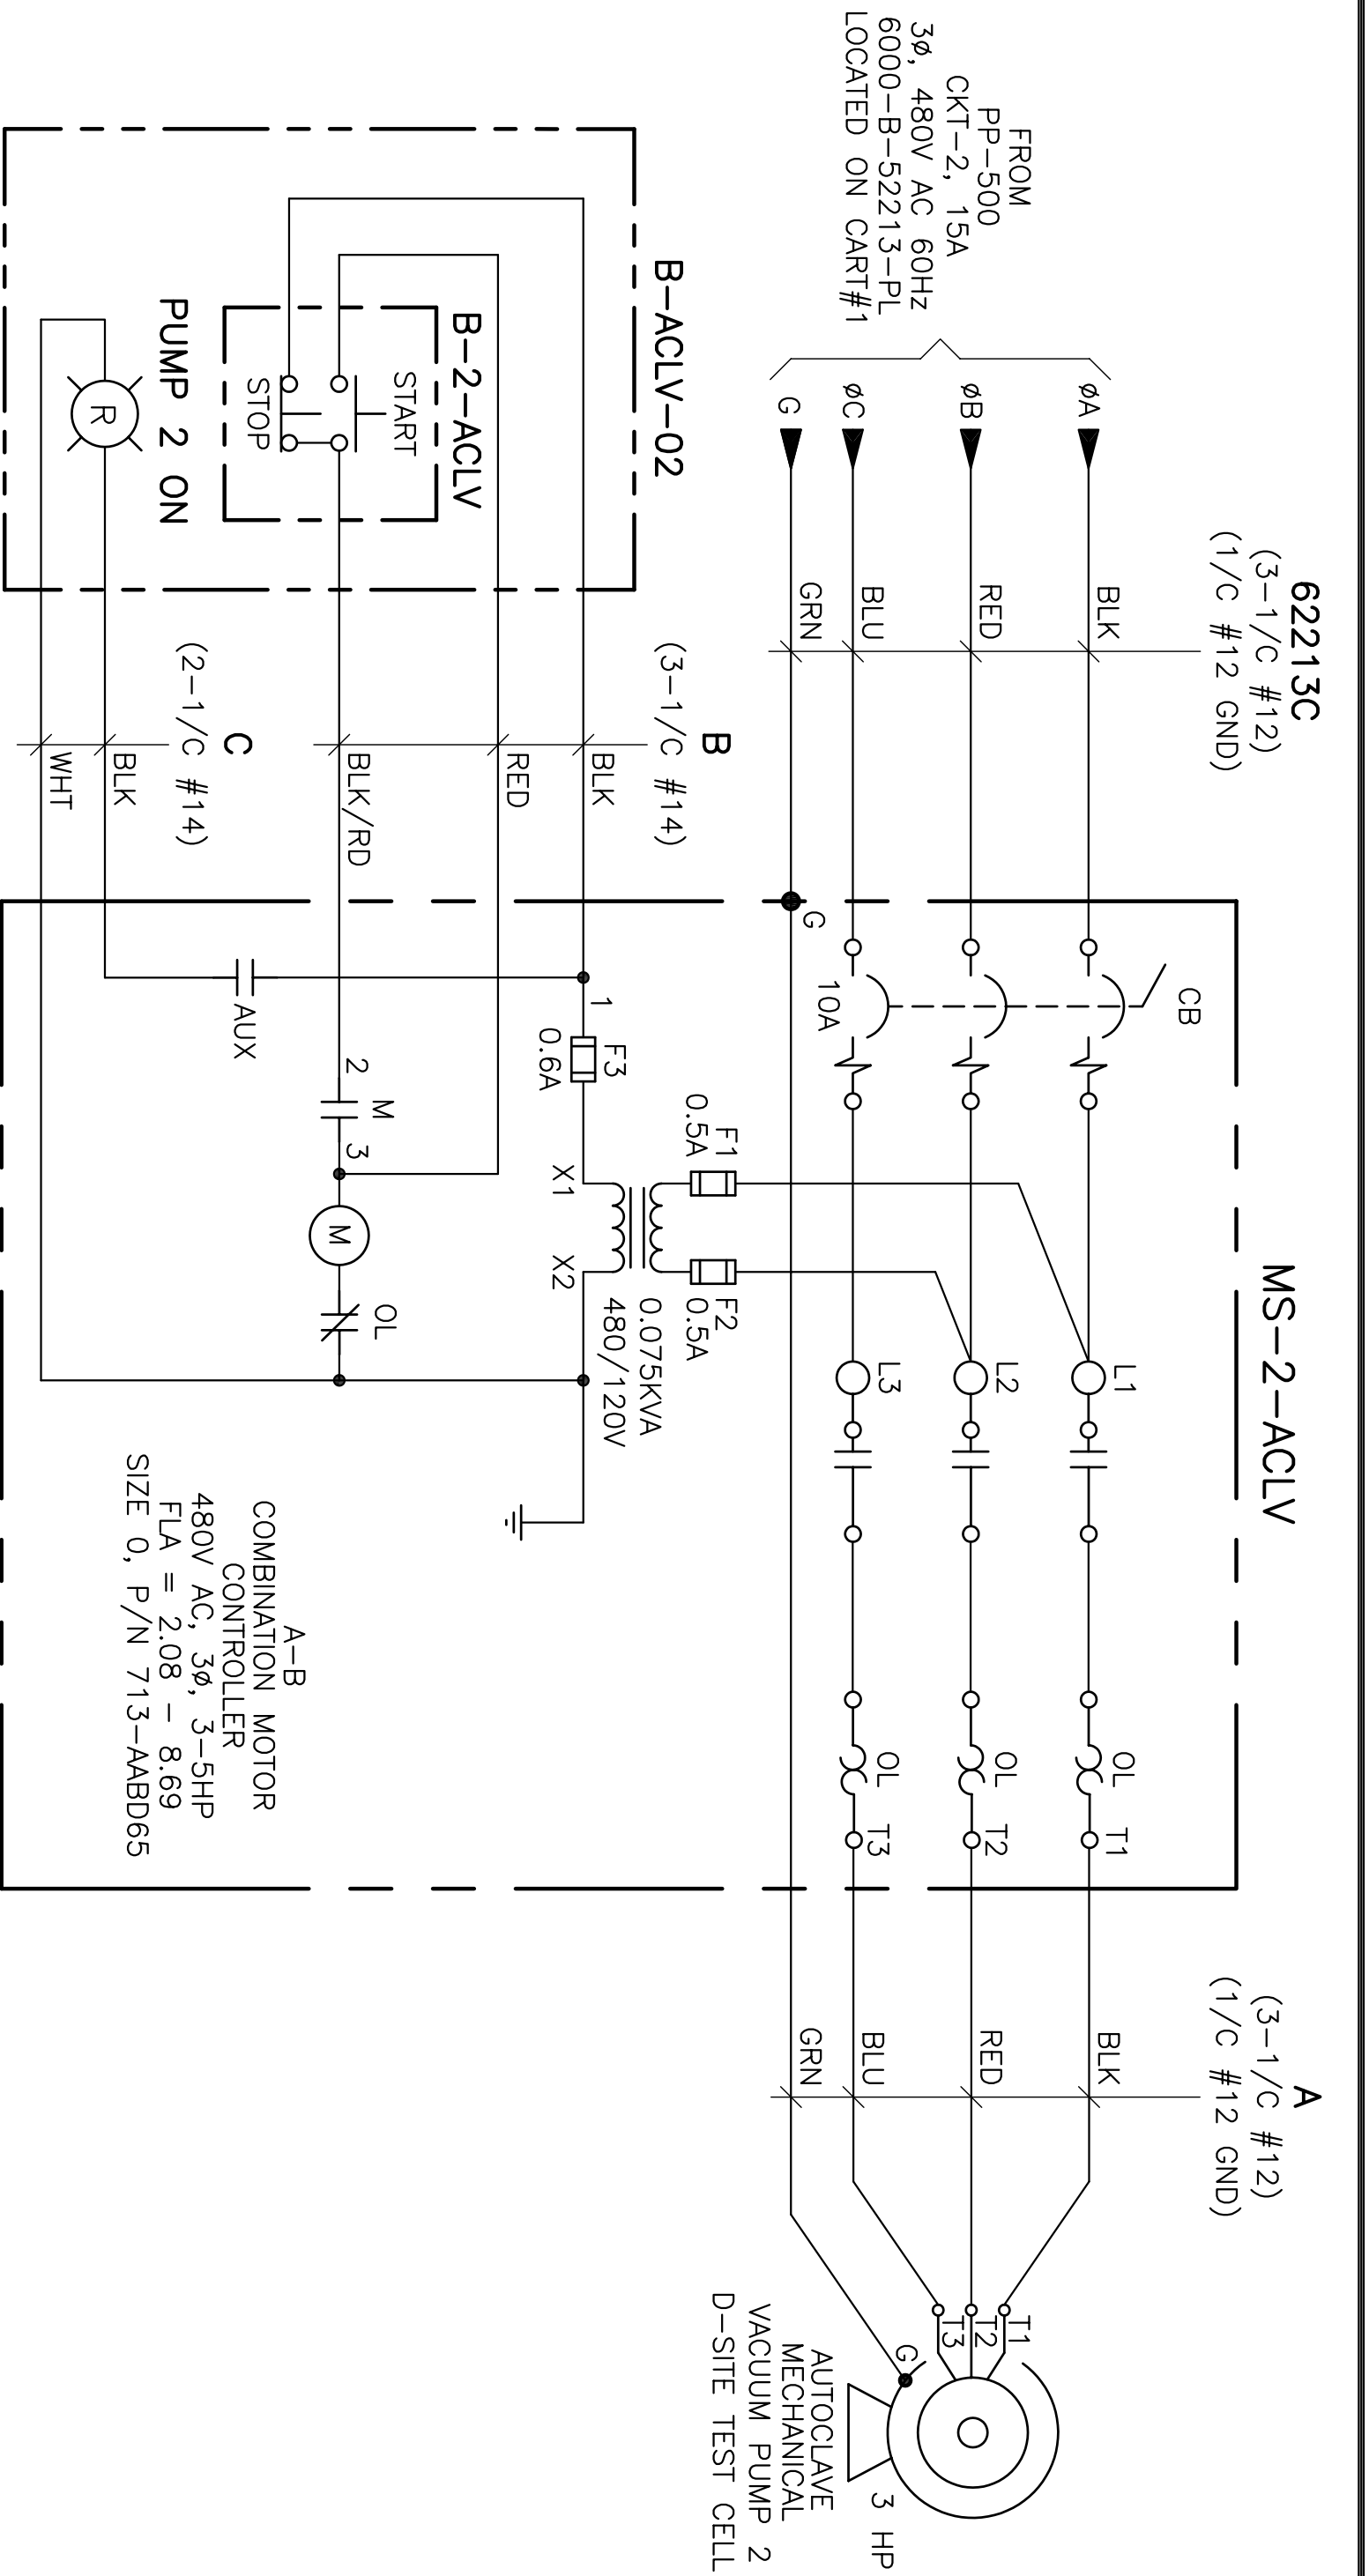 62213C
(3-1/C #12)
(1/C #12 GND)
MS-2-ACLV
A
(3-1/C #12)
(1/C #12 GND)
FROM
PP-500
CKT-2, 15A
3ø, 480V AC 60Hz
6000-B-52213-PL
LOCATED ON CART#1
øA
øB
øC
G
BLK
RED
BLU
GRN
G
CB
10A
L1
L2
L3
OL
OL
OL
T1
T2
T3
BLK
RED
BLU
GRN
T1
T2
T3
G
3 HP
AUTOCLAVE
MECHANICAL
VACUUM PUMP 2
D-SITE TEST CELL
F1
0.5A
F2
0.5A
0.075KVA
480/120V
X1
X2
F3
0.6A
1
B-ACLV-02
B-2-ACLV
START
STOP
PUMP 2 ON
R
B
(3-1/C #14)
BLK
RED
BLK/RD
C
(2-1/C #14)
BLK
WHT
AUX
2
M
3
M
OL
A-B
COMBINATION MOTOR
CONTROLLER
480V AC, 3ø, 3-5HP
FLA = 2.08 - 8.69
SIZE 0, P/N 713-AABD65